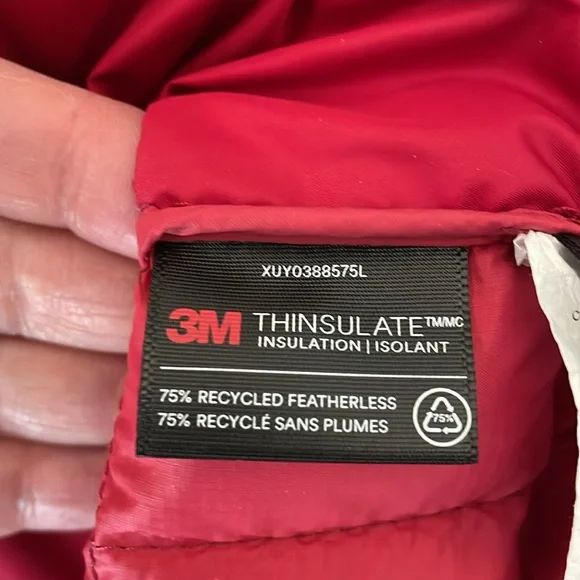 XUY0388575L
3M THINSULATE™/MC
INSULATION | ISOLANT
75% RECYCLED FEATHERLESS
75% RECYCLÉ SANS PLUMES
75%